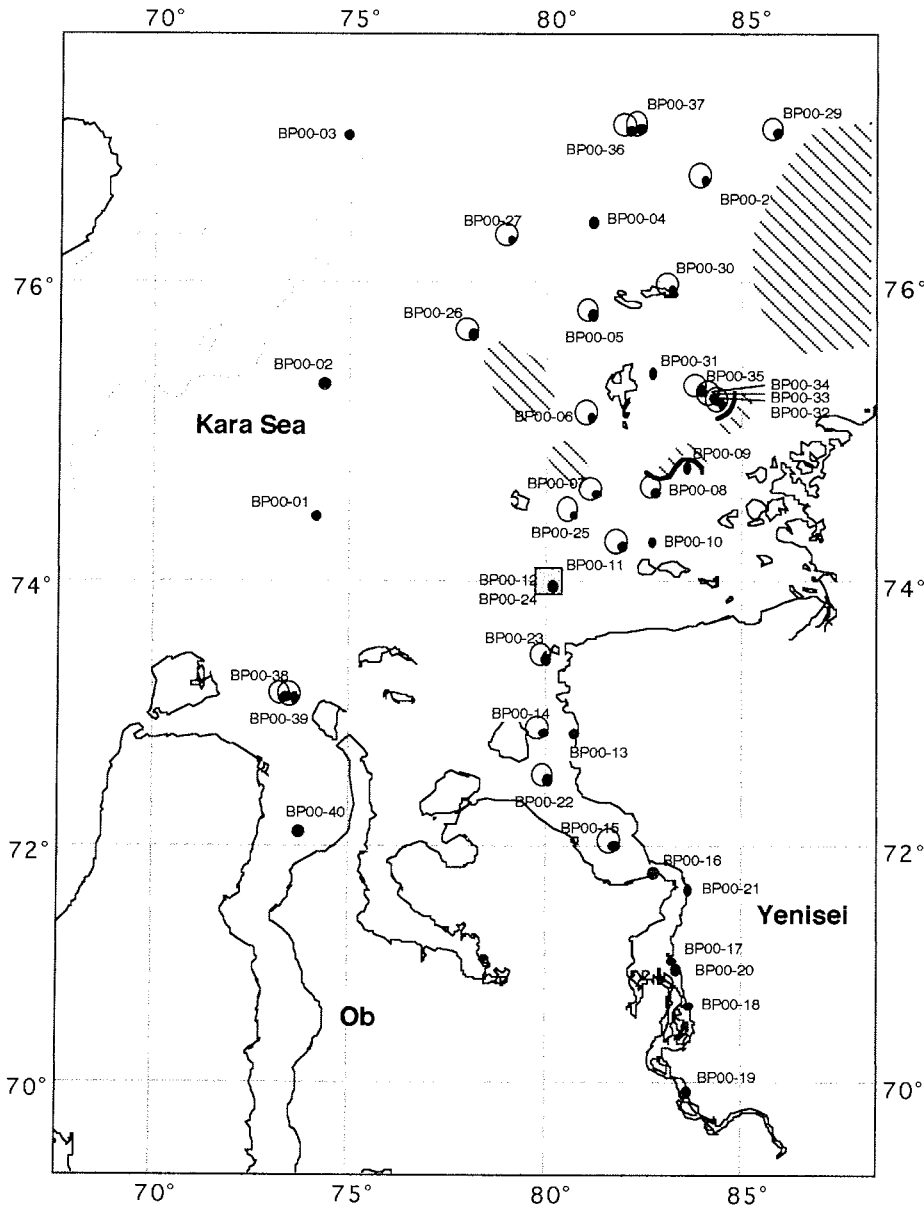 70° 75° 80° 85°
BP00-37
BP00-29
BP00-03
BP00-36
BP00-2
BP00-27
BP00-04
76° 76°
BP00-30
BP00-26
BP00-05
BP00-02
BP00-31
BP00-35
BP00-34
BP00-33
BP00-32
Kara Sea
BP00-06
BP00-09
BP00-07
BP00-08
BP00-01
BP00-25
BP00-10
BP00-11
74° 74°
BP00-12
BP00-24
BP00-23
BP00-38
BP00-39
BP00-14
BP00-13
BP00-22
BP00-40
BP00-15
72° 72°
BP00-16
BP00-21
Yenisei
BP00-17
BP00-20
BP00-18
Ob
70° 70°
BP00-19
70° 75° 80° 85°